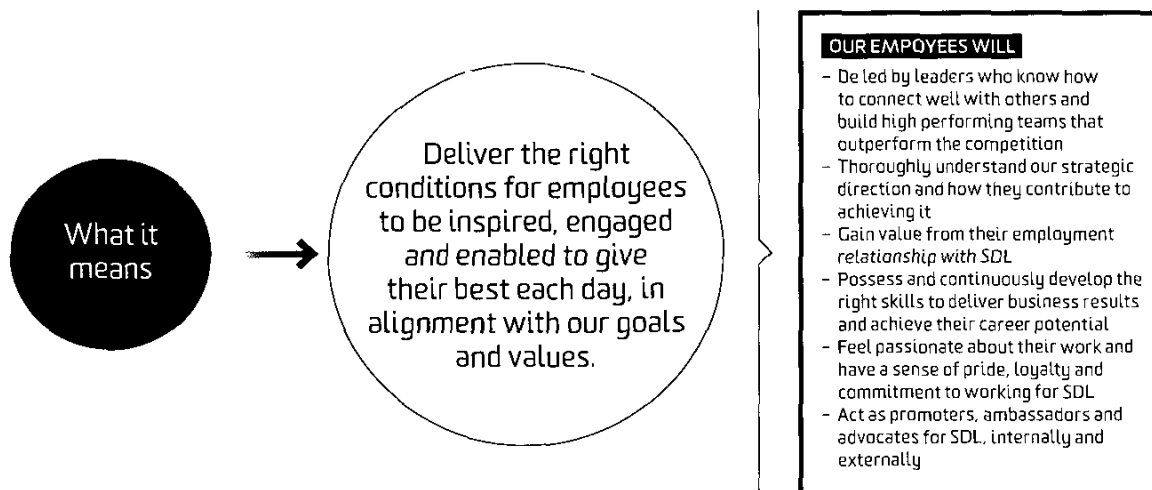 What it
means
Deliver the right
conditions for employees
to be inspired, engaged
and enabled to give
their best each day, in
alignment with our goals
and values.
OUR EMPOYEES WILL
- De led by leaders who know how
to connect well with others and
build high performing teams that
outperform the competition
- Thoroughly understand our strategic
direction and how they contribute to
achieving it
- Gain value from their employment
relationship with SDL
- Possess and continuously develop the
right skills to deliver business results
and achieve their career potential
- Feel passionate about their work and
have a sense of pride, loyalty and
commitment to working for SDL
- Act as promoters, ambassadors and
advocates for SDL, internally and
externally